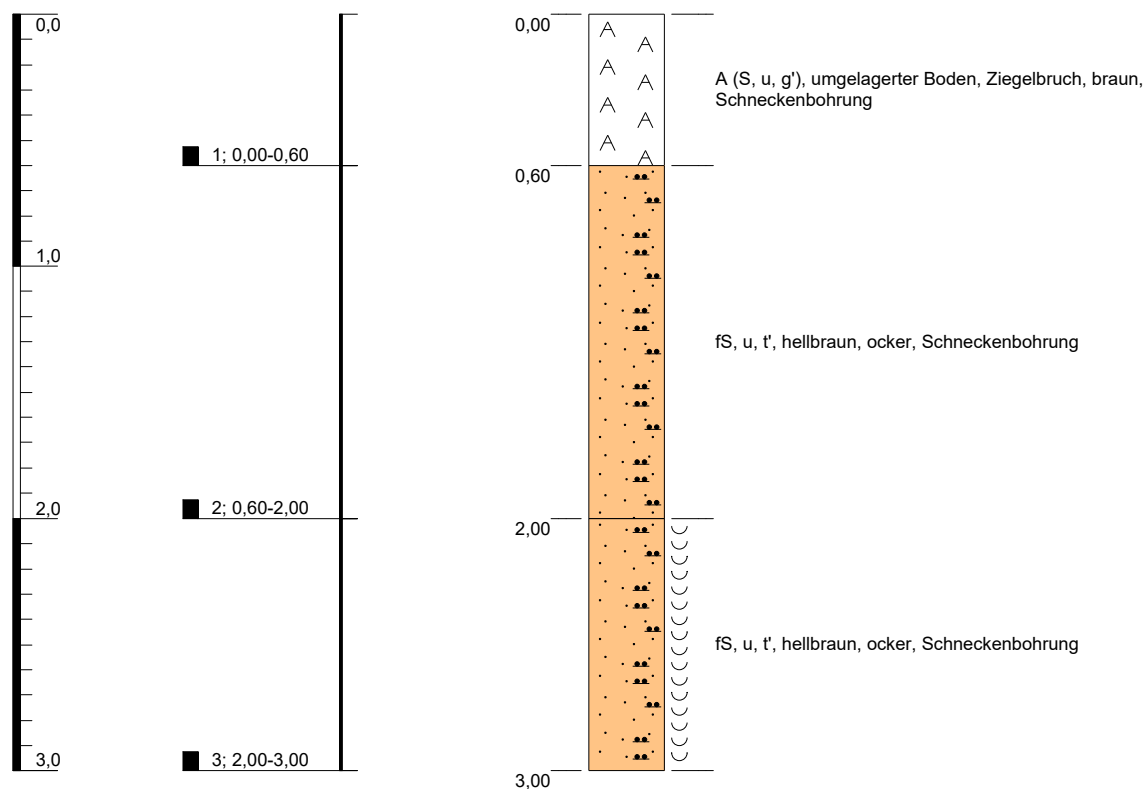 0,0
0,00
A (S, u, g'), umgelagerter Boden, Ziegelbruch, braun,
Schneckenbohrung
1; 0,00-0,60
0,60
1,0
fS, u, t', hellbraun, ocker, Schneckenbohrung
2,0
2; 0,60-2,00
2,00
fS, u, t', hellbraun, ocker, Schneckenbohrung
3,0
3; 2,00-3,00
3,00